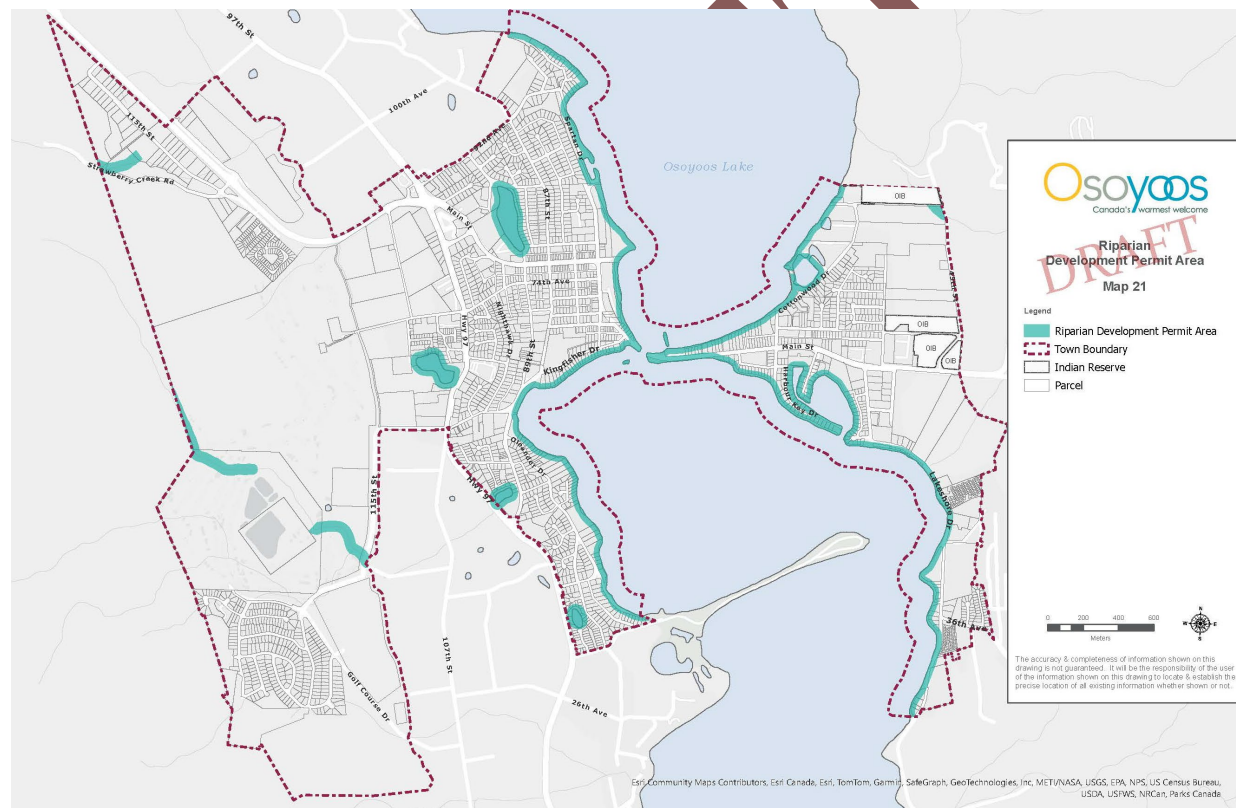 97th St
100th Ave
115th St
Strawberry Creek Rd
Main St
Spartan Dr
87th St
74th Ave
Nighthawk Dr
Hwy 97
89th St
Kingfisher Dr
Osoyoos Lake
Cottonwood Dr
Main St
Harbour Key Dr
OIB
OIB
OIB
OIB
Oleander Dr
Hwy 97
115th St
Lakeshore Dr
36th Ave
107th St
Golf Course Dr
26th Ave
Osoyoos
Canada's warmest welcome
DRAFT
Riparian
Development Permit Area
Map 21
Legend
Riparian Development Permit Area
Town Boundary
Indian Reserve
Parcel
0 200 400 600
Meters
N
W E
S
The accuracy & completeness of information shown on this
drawing is not guaranteed. It will be the responsibility of the user
of the information shown on this drawing to locate & establish the
precise location of all existing information whether shown or not.
Esri Community Maps Contributors, Esri Canada, Esri, TomTom, Garmin, SafeGraph, GeoTechnologies, Inc, METI/NASA, USGS, EPA, NPS, US Census Bureau,
USDA, USFWS, NRCan, Parks Canada